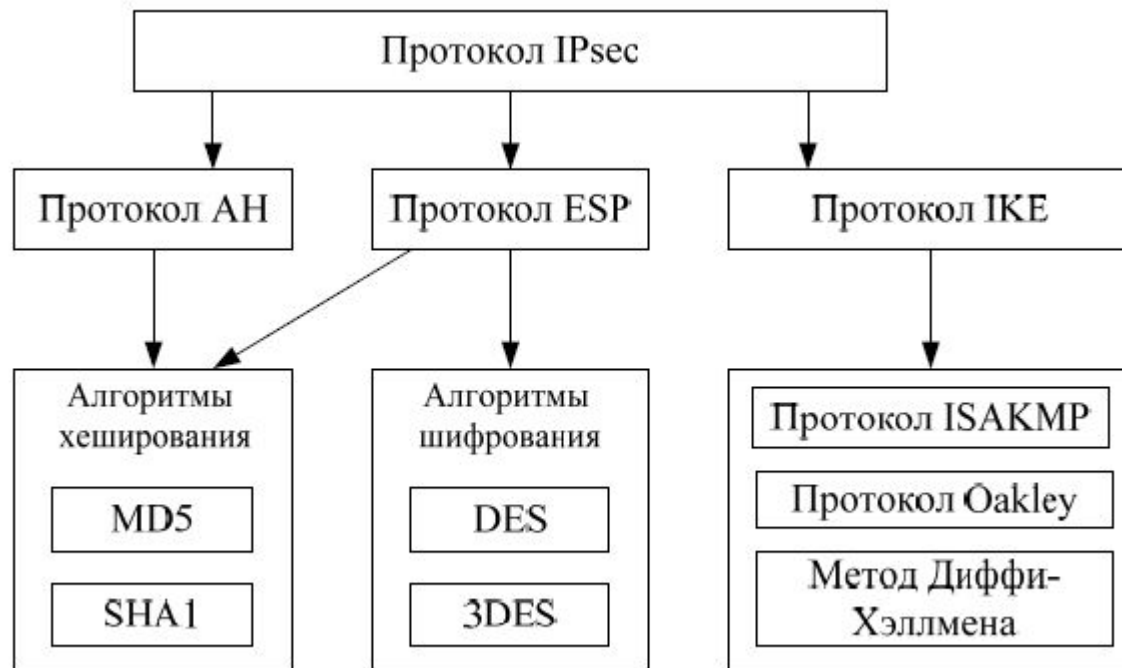 Протокол IPsec
Протокол AH
Протокол ESP
Протокол IKE
Алгоритмы
хеширования
MD5
SHA1
Алгоритмы
шифрования
DES
3DES
Протокол ISAKMP
Протокол Oakley
Метод Диффи-
Хэллмена